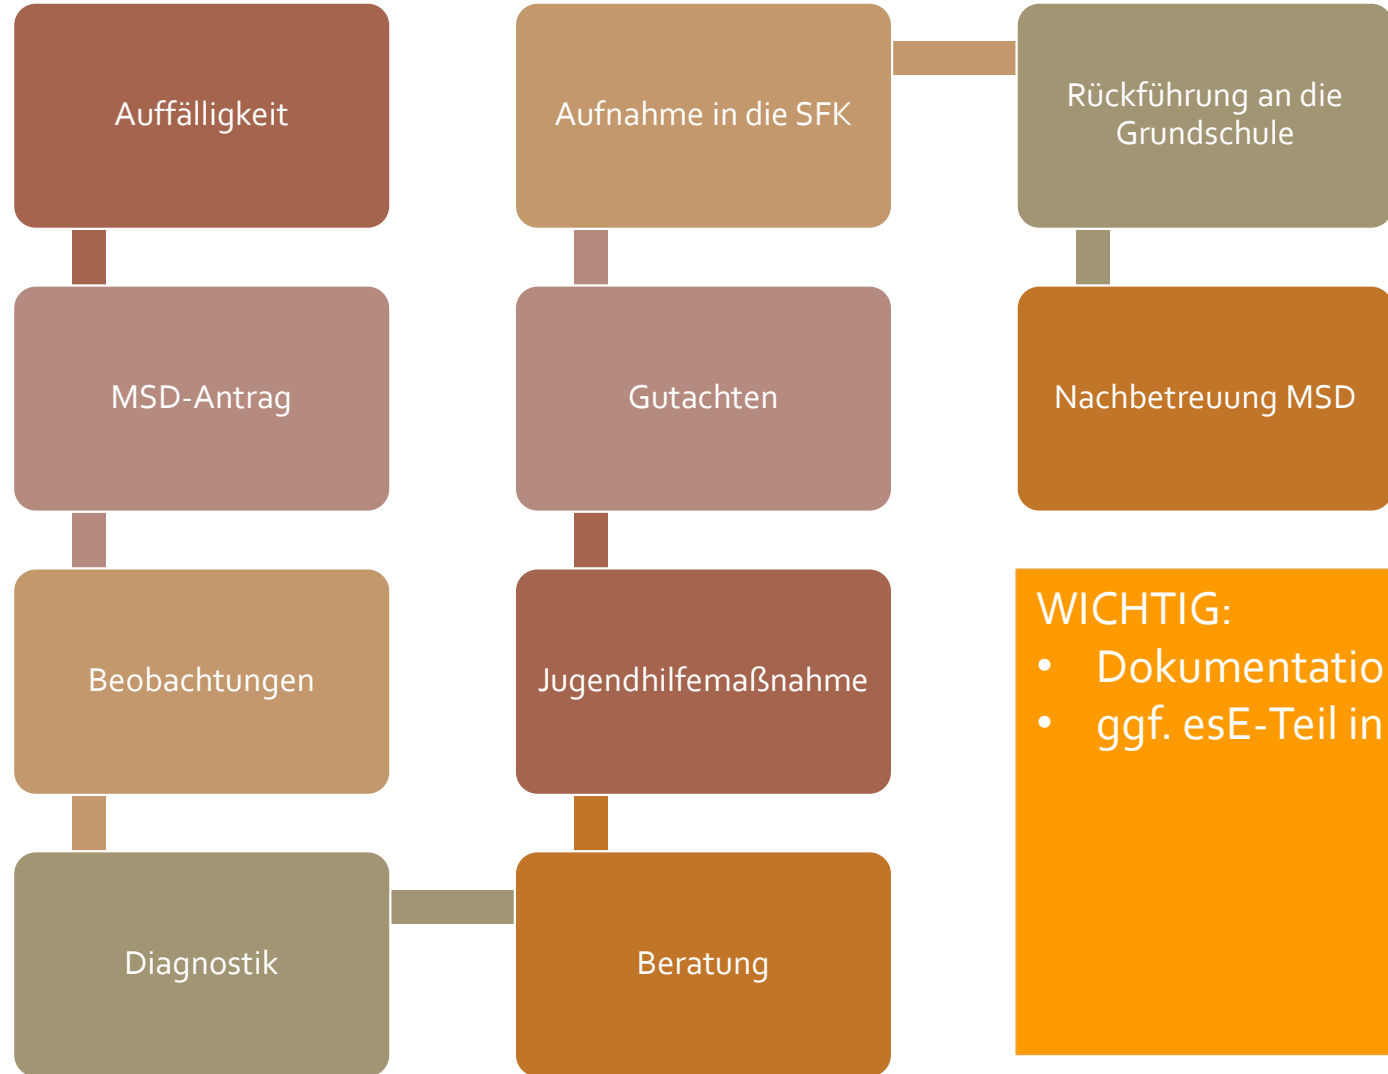 Auffälligkeit
MSD-Antrag
Beobachtungen
Diagnostik
Beratung
Jugendhilfemaßnahme
Gutachten
Aufnahme in die SFK
Rückführung an die
Grundschule
Nachbetreuung MSD
WICHTIG:
• Dokumentatio
• ggf. esE-Teil in